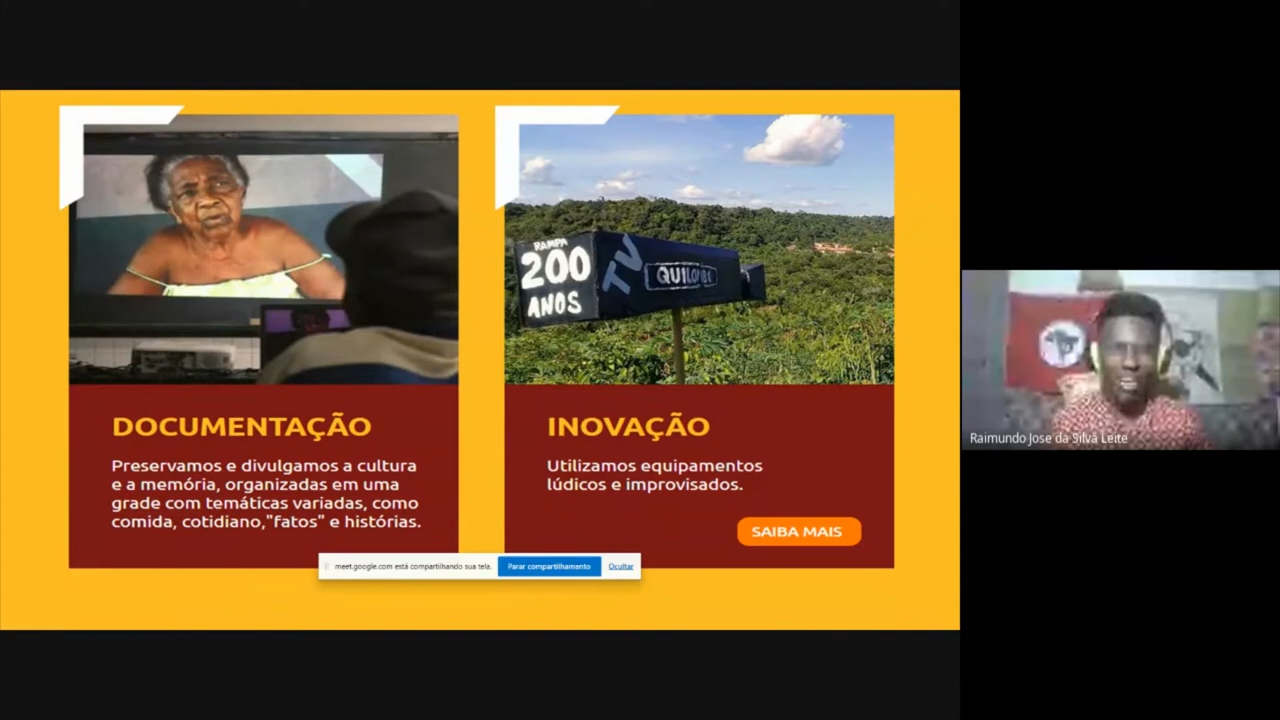 RAMPA
200
ANOS
TV
QUILOMBO
DOCUMENTAÇÃO
Preservamos e divulgamos a cultura
e a memória, organizadas em uma
grade com temáticas variadas, como
comida, cotidiano,"fatos" e histórias.
INOVAÇÃO
Utilizamos equipamentos
lúdicos e improvisados.
SAIBA MAIS
meet.google.com está compartilhando sua tela.
Parar compartilhamento
Ocultar
Raimundo Jose da Silva Leite